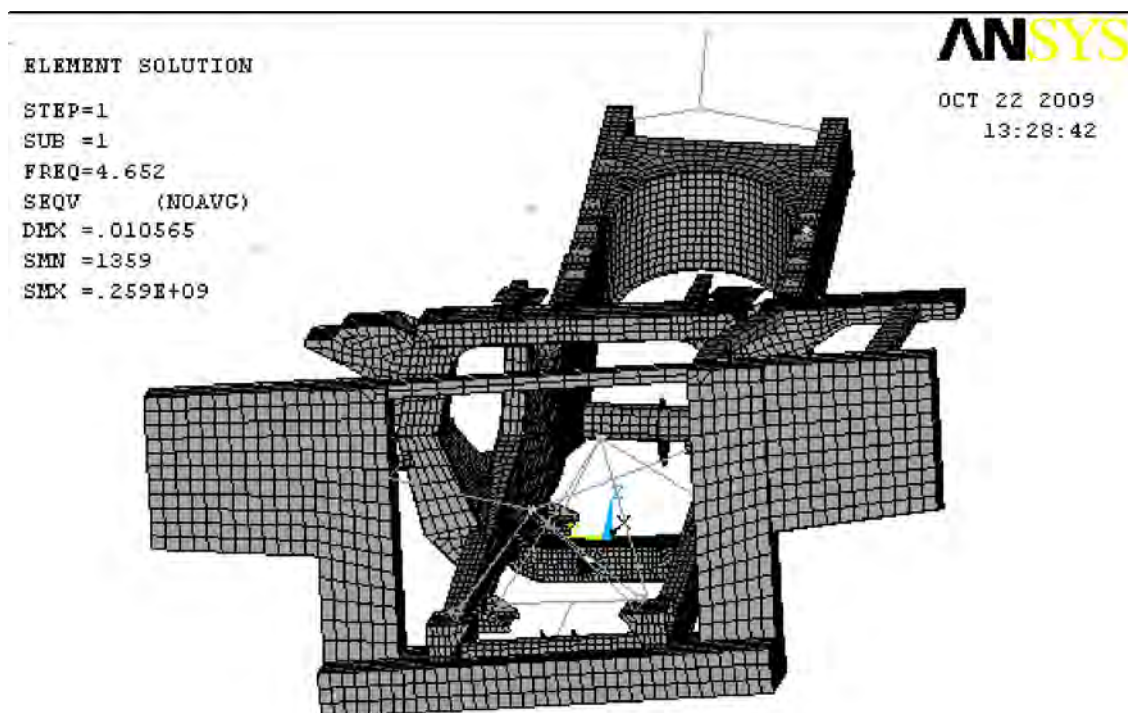 ELEMENT SOLUTION
STEP=1
SUB =1
FREQ=4.652
SEQV (NOAVG)
DMX =.010565
SMN =1359
SMX =.259E+09
ANSYS
OCT 22 2009
13:28:42
Z
X